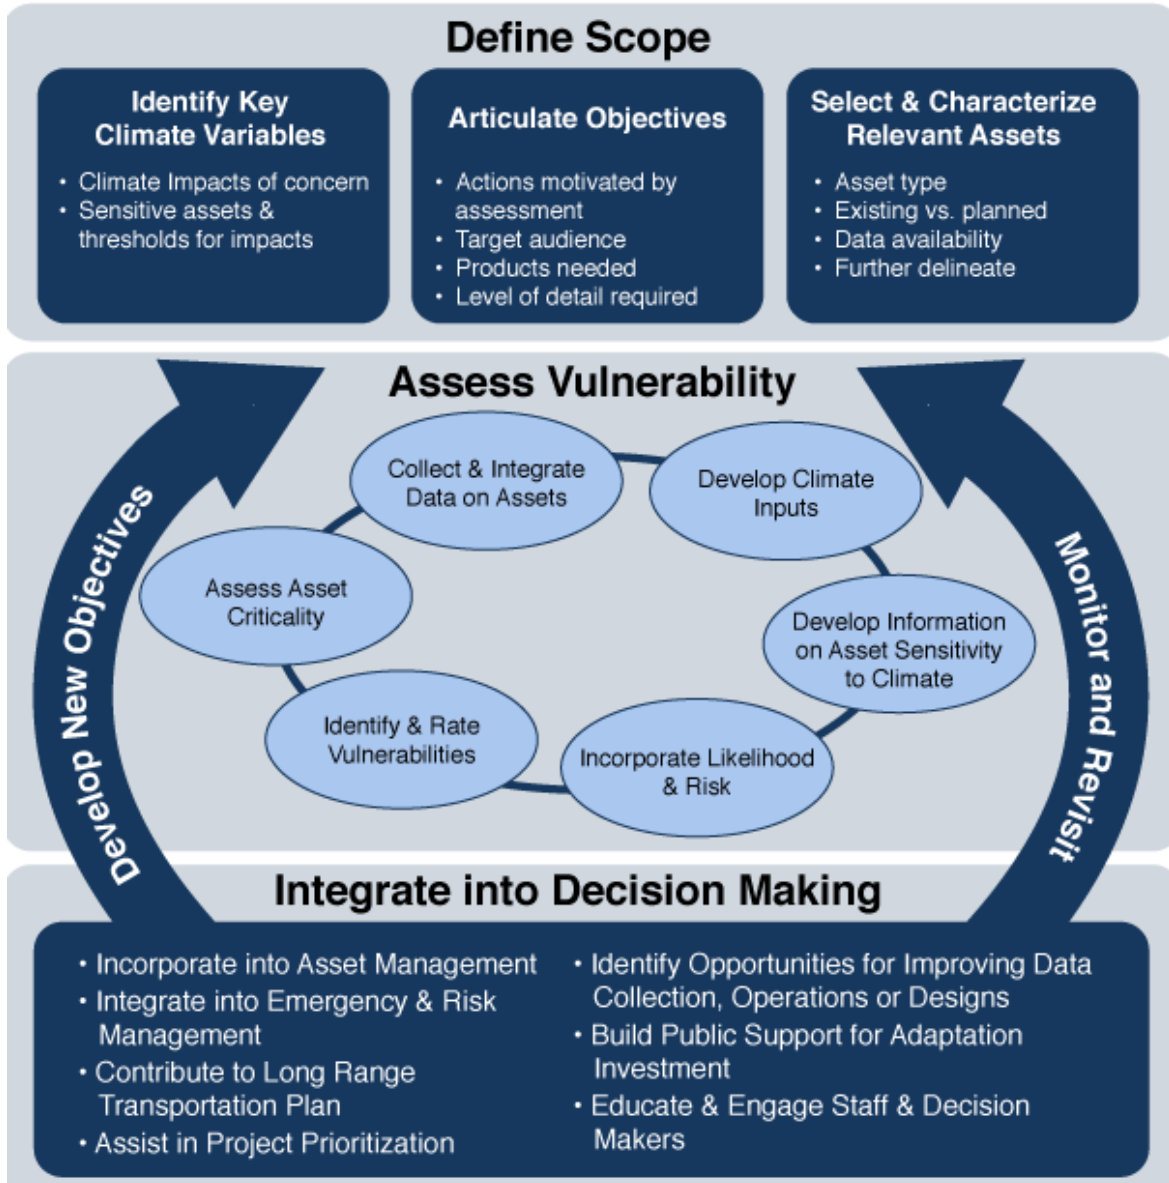 Define Scope
Identify Key
Climate Variables
• Climate Impacts of concern
• Sensitive assets &
thresholds for impacts
Articulate Objectives
• Actions motivated by
assessment
• Target audience
• Products needed
• Level of detail required
Select & Characterize
Relevant Assets
• Asset type
• Existing vs. planned
• Data availability
• Further delineate
Assess Vulnerability
Collect & Integrate
Data on Assets
Develop Climate
Inputs
Develop Information
on Asset Sensitivity
to Climate
Incorporate Likelihood
& Risk
Identify & Rate
Vulnerabilities
Assess Asset
Criticality
Develop New Objectives
Monitor and Revisit
Integrate into Decision Making
• Incorporate into Asset Management
• Integrate into Emergency & Risk
Management
• Contribute to Long Range
Transportation Plan
• Assist in Project Prioritization
• Identify Opportunities for Improving Data
Collection, Operations or Designs
• Build Public Support for Adaptation
Investment
• Educate & Engage Staff & Decision
Makers